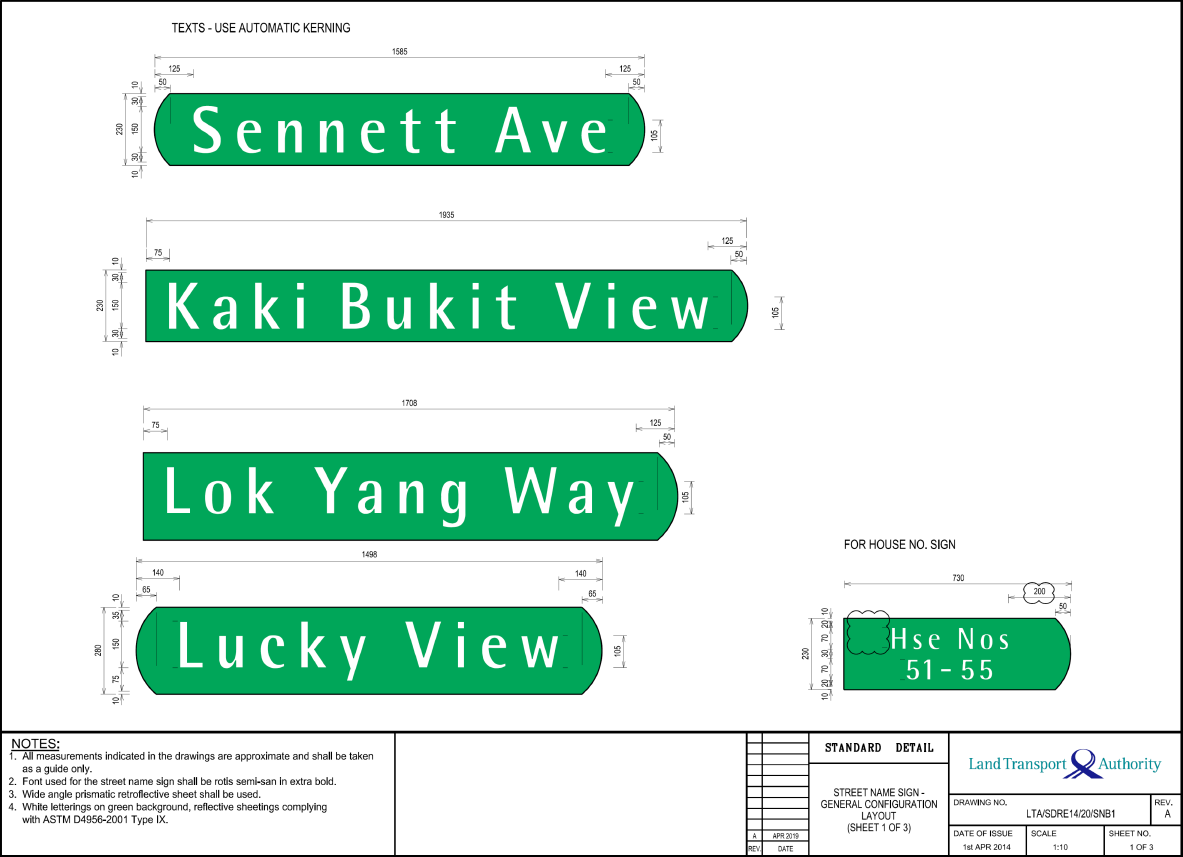 TEXTS - USE AUTOMATIC KERNING
1585
125 125
50 50
10
30
150
30
10
230
105
Sennett Ave
1935
75 125
50
10
30
150
30
10
230
105
Kaki Bukit View
1708
75 125
50
105
Lok Yang Way
1498
140 140
65 65
10
35
150
75
10
280
105
Lucky View
FOR HOUSE NO. SIGN
730
200
50
10
20
70
30
70
20
10
230
Hse Nos
51-55
NOTES:
1. All measurements indicated in the drawings are approximate and shall be taken
as a guide only.
2. Font used for the street name sign shall be rotis semi-san in extra bold.
3. Wide angle prismatic retroflective sheet shall be used.
4. White letterings on green background, reflective sheetings complying
with ASTM D4956-2001 Type IX.
A APR 2019
REV. DATE
STANDARD DETAIL
STREET NAME SIGN -
GENERAL CONFIGURATION
LAYOUT
(SHEET 1 OF 3)
Land Transport Authority
DRAWING NO. REV.
LTA/SDRE14/20/SNB1 A
DATE OF ISSUE SCALE SHEET NO.
1st APR 2014 1:10 1 OF 3